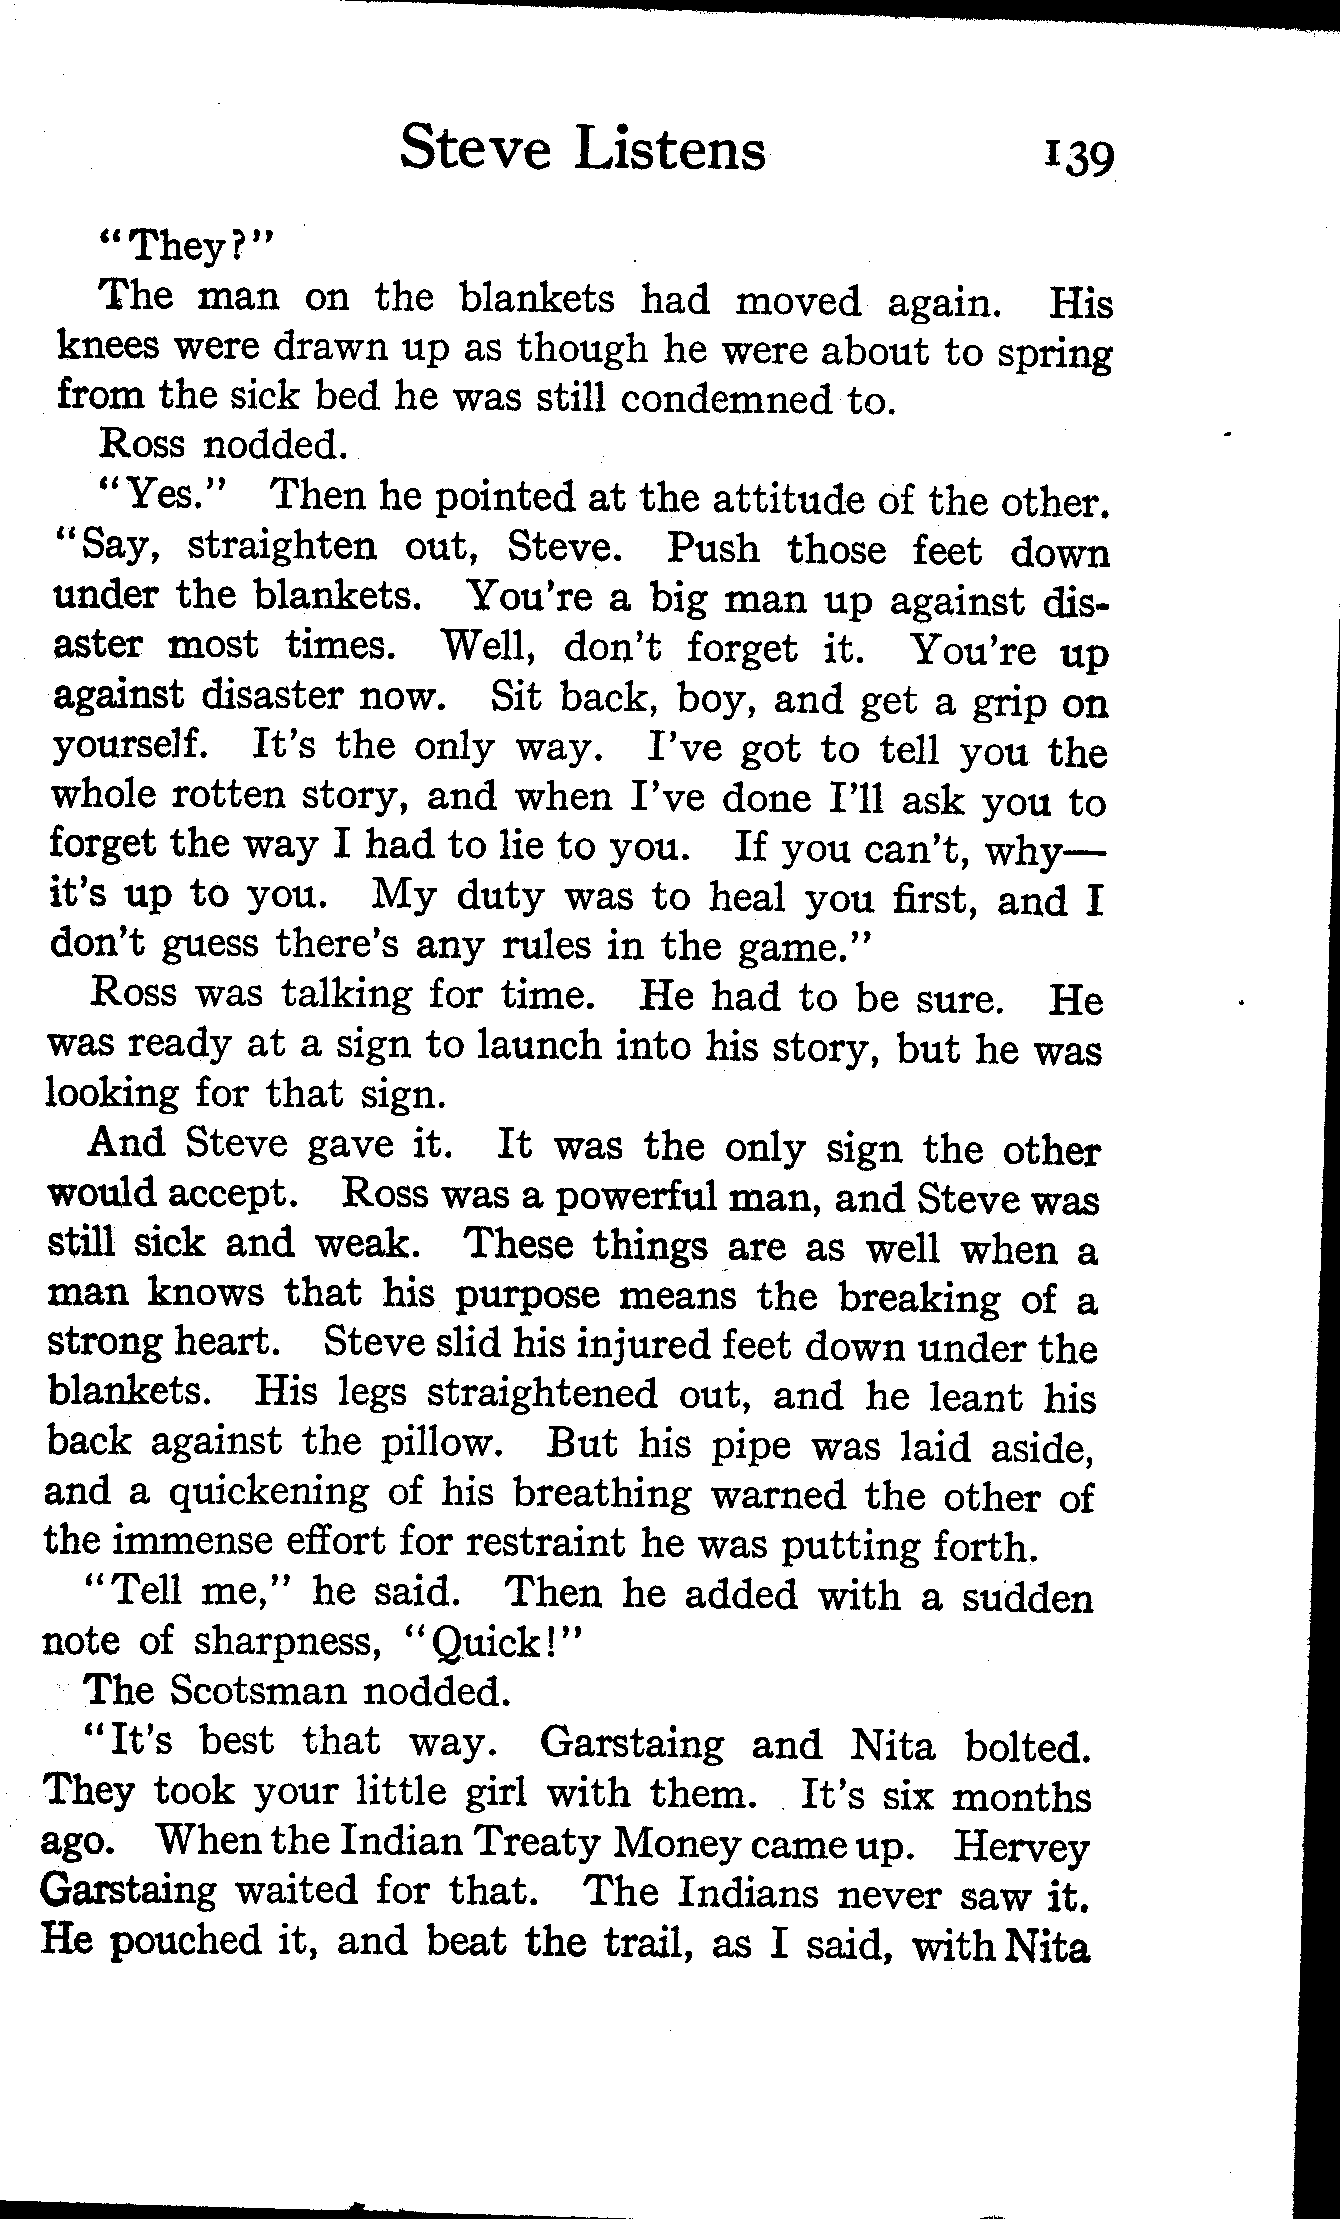 Steve Listens 139
"They?"
The man on the blankets had moved again. His
knees were drawn up as though he were about to spring
from the sick bed he was still condemned to.
Ross nodded.
"Yes." Then he pointed at the attitude of the other.
"Say, straighten out, Steve. Push those feet down
under the blankets. You're a big man up against dis-
aster most times. Well, don't forget it. You're up
against disaster now. Sit back, boy, and get a grip on
yourself. It's the only way. I've got to tell you the
whole rotten story, and when I've done I'll ask you to
forget the way I had to lie to you. If you can't, why—
it's up to you. My duty was to heal you first, and I
don't guess there's any rules in the game."
Ross was talking for time. He had to be sure. He
was ready at a sign to launch into his story, but he was
looking for that sign.
And Steve gave it. It was the only sign the other
would accept. Ross was a powerful man, and Steve was
still sick and weak. These things are as well when a
man knows that his purpose means the breaking of a
strong heart. Steve slid his injured feet down under the
blankets. His legs straightened out, and he leant his
back against the pillow. But his pipe was laid aside,
and a quickening of his breathing warned the other of
the immense effort for restraint he was putting forth.
"Tell me," he said. Then he added with a sudden
note of sharpness, "Quick!"
The Scotsman nodded.
"It's best that way. Garstaing and Nita bolted.
They took your little girl with them. It's six months
ago. When the Indian Treaty Money came up. Hervey
Garstaing waited for that. The Indians never saw it.
He pouched it, and beat the trail, as I said, with Nita